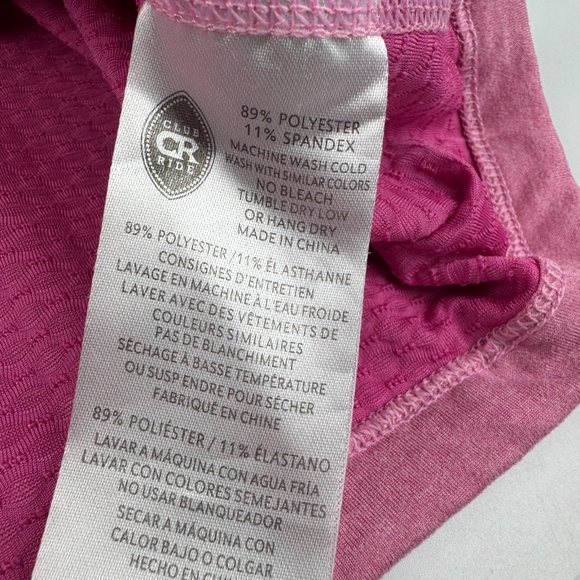 CLUB
CR
RIDE
89% POLYESTER
11% SPANDEX
MACHINE WASH COLD
WASH WITH SIMILAR COLORS
NO BLEACH
TUMBLE DRY LOW
OR HANG DRY
MADE IN CHINA
89% POLYESTER / 11% ÉLASTHANNE
CONSIGNES D'ENTRETIEN
LAVAGE EN MACHINE À L'EAU FROIDE
LAVER AVEC DES VÊTEMENTS DE
COULEURS SIMILAIRES
PAS DE BLANCHIMENT
SÉCHAGE À BASSE TEMPÉRATURE
OU SUSPENDRE POUR SÉCHER
FABRIQUÉ EN CHINE
89% POLIÉSTER / 11% ÉLASTANO
LAVAR A MÁQUINA CON AGUA FRÍA
LAVAR CON COLORES SEMEJANTES
NO USAR BLANQUEADOR
SECAR A MÁQUINA CON
CALOR BAJO O COLGAR
HECHO EN CHINA